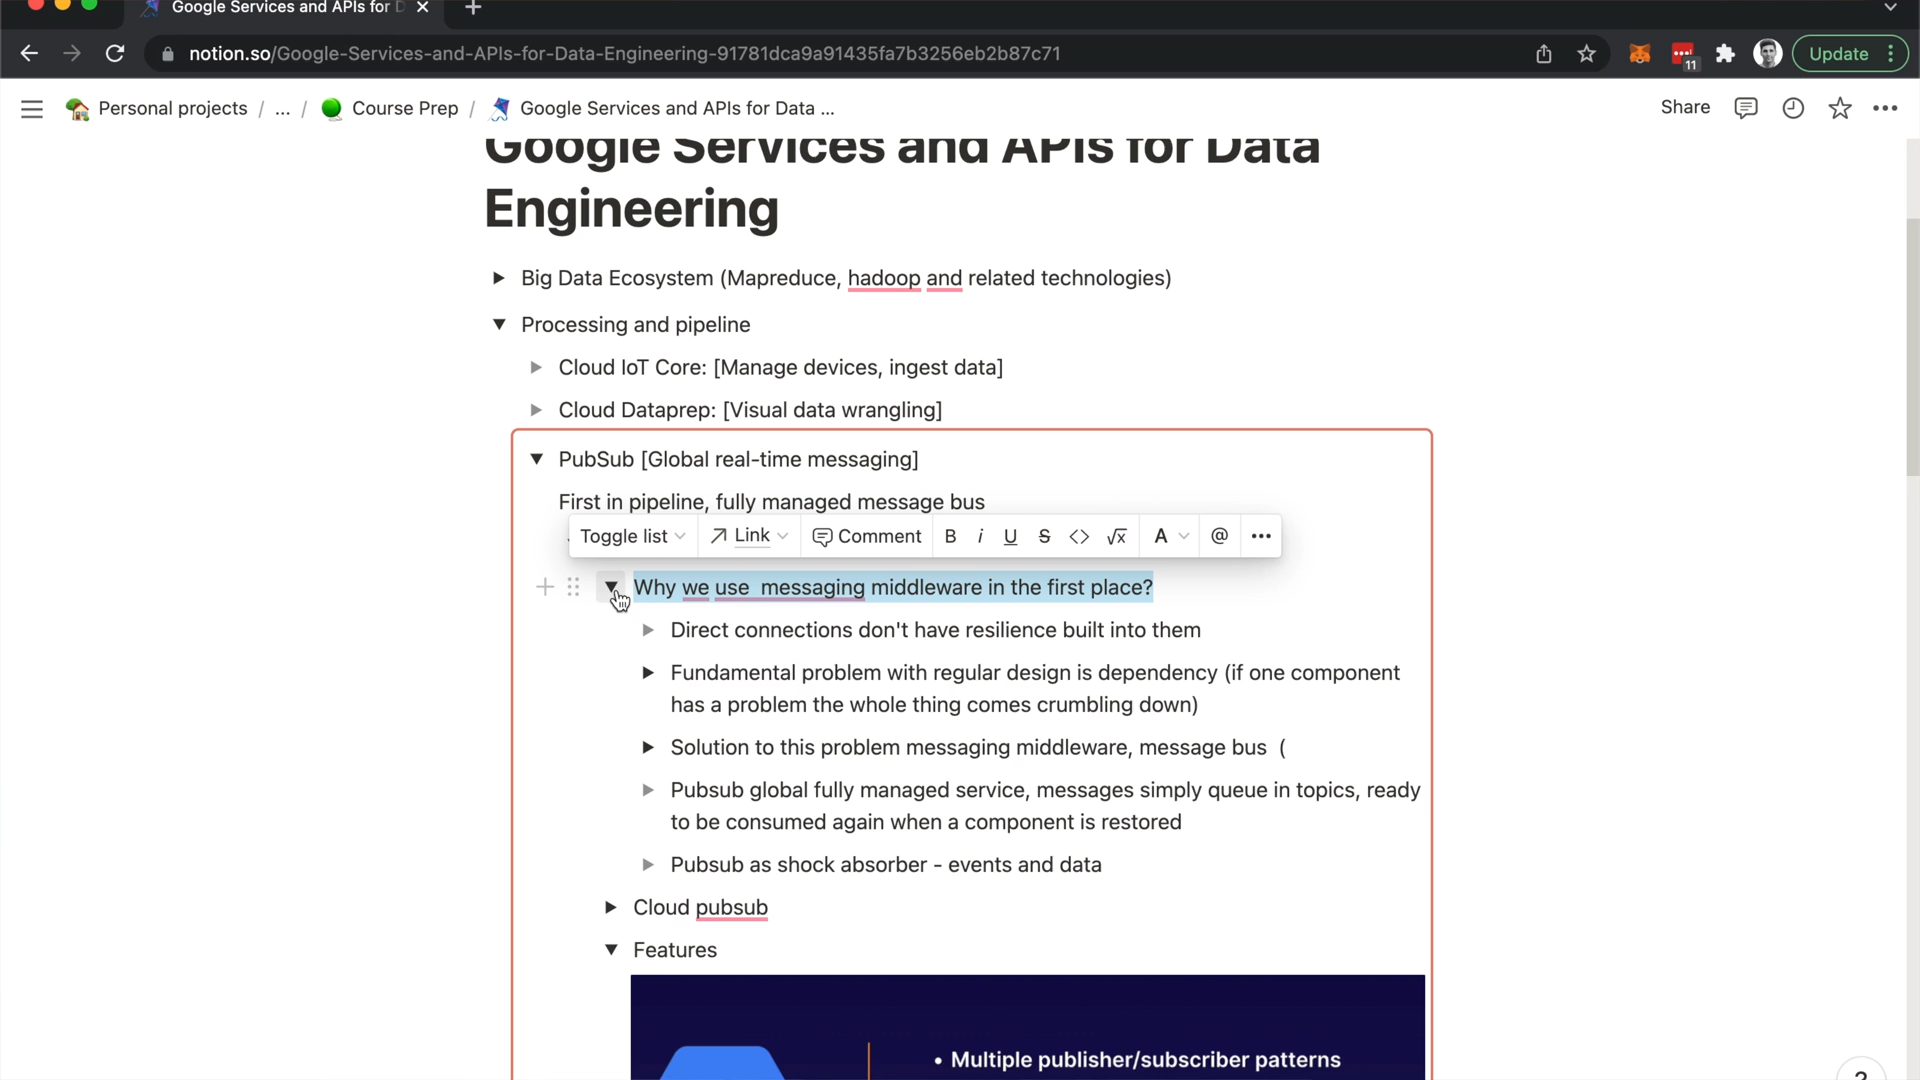 Google Services and APIs for D
notion.so/Google-Services-and-APIs-for-Data-Engineering-91781dca9a91435fa7b3256eb2b87c71
11
Update
Personal projects / ... / Course Prep / Google Services and APIs for Data ...
Share
Google Services and APIs for Data
Engineering
Big Data Ecosystem (Mapreduce, hadoop and related technologies)
Processing and pipeline
Cloud IoT Core: [Manage devices, ingest data]
Cloud Dataprep: [Visual data wrangling]
PubSub [Global real-time messaging]
First in pipeline, fully managed message bus
Toggle list Link Comment B i U S <> √x A @ •••
Why we use  messaging middleware in the first place?
Direct connections don't have resilience built into them
Fundamental problem with regular design is dependency (if one component
has a problem the whole thing comes crumbling down)
Solution to this problem messaging middleware, message bus  (
Pubsub global fully managed service, messages simply queue in topics, ready
to be consumed again when a component is restored
Pubsub as shock absorber - events and data
Cloud pubsub
Features
• Multiple publisher/subscriber patterns
?